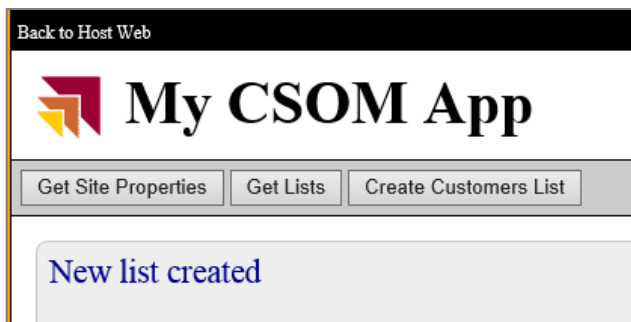 Back to Host Web
My CSOM App
Get Site Properties Get Lists Create Customers List
New list created